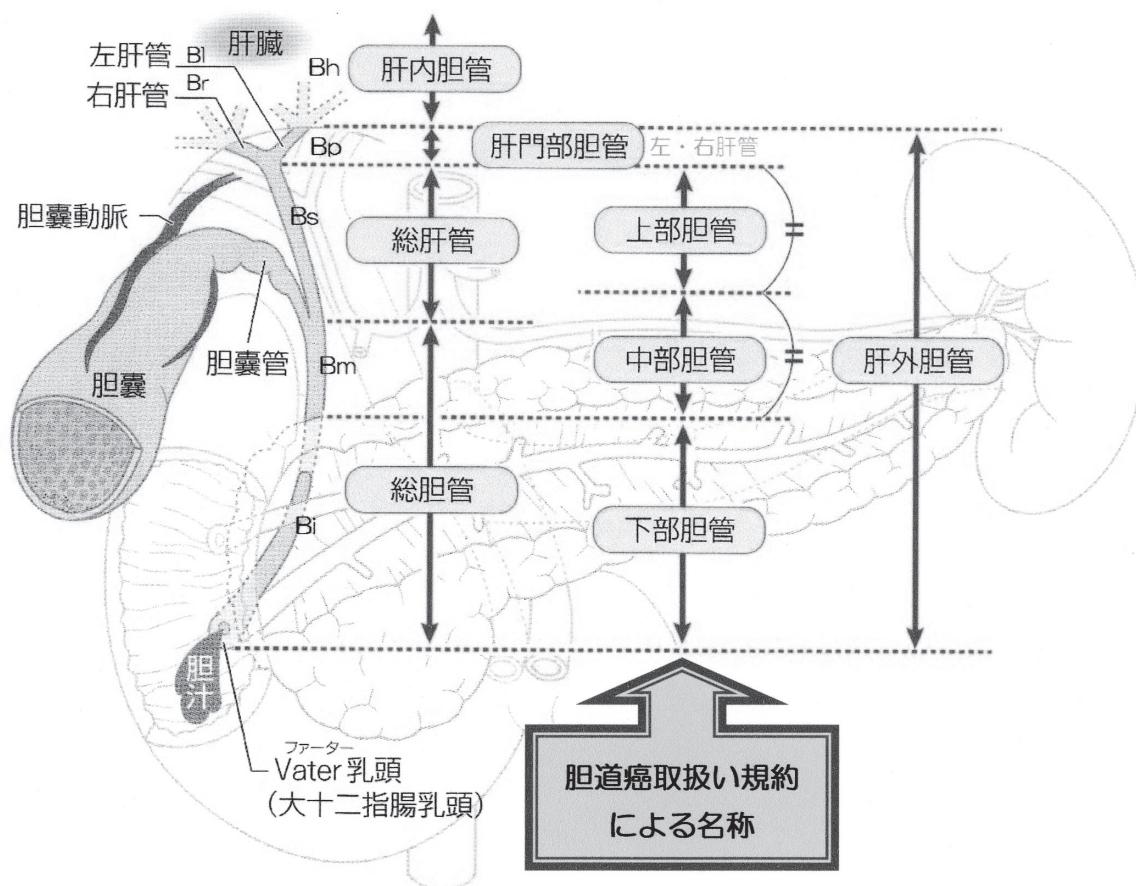 肝臓
左肝管 Bl
右肝管 Br
Bh
肝内胆管
Bp
肝門部胆管
左・右肝管
胆嚢動脈
Bs
総肝管
上部胆管
=
胆嚢管
胆嚢
Bm
中部胆管
=
肝外胆管
総胆管
Bi
下部胆管
胆汁
ファーター
Vater乳頭
(大十二指腸乳頭)
胆道癌取扱い規約
による名称